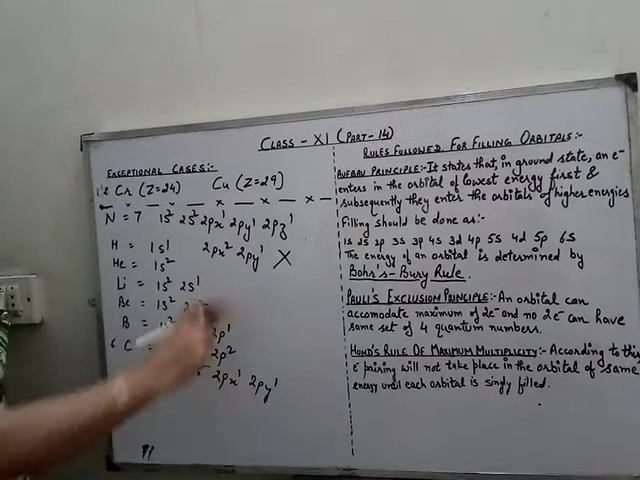 CLASS - XI (PART-14)
EXCEPTIONAL CASES:-
Cr (Z=24) Cu (Z=29)
— × — × — × —
N = 7 1s² 2s² 2px¹ 2py¹ 2pz¹
H = 1s¹ 2px² 2py¹ X
He = 1s²
Li = 1s² 2s¹
Be = 1s²
B =
2p¹
C =
2p²
2px¹ 2py¹
RULES FOLLOWED FOR FILLING ORBITALS:-
AUFBAU PRINCIPLE:- It states that, in ground state, an e⁻
enters in the orbital of lowest energy first &
subsequently they enter the orbitals of higher energies
Filling should be done as:-
1s 2s 2p 3s 3p 4s 3d 4p 5s 4d 5p 6s
The energy of an orbital is determined by
Bohr's-Bury Rule.
PAULI'S EXCLUSION PRINCIPLE:- An orbital can
accomodate maximum of 2e⁻ and no 2e⁻ can have
same set of 4 quantum numbers.
HUND'S RULE OF MAXIMUM MULTIPLICITY:- According to this
e⁻ pairing will not take place in the orbital of same
energy until each orbital is singly filled.